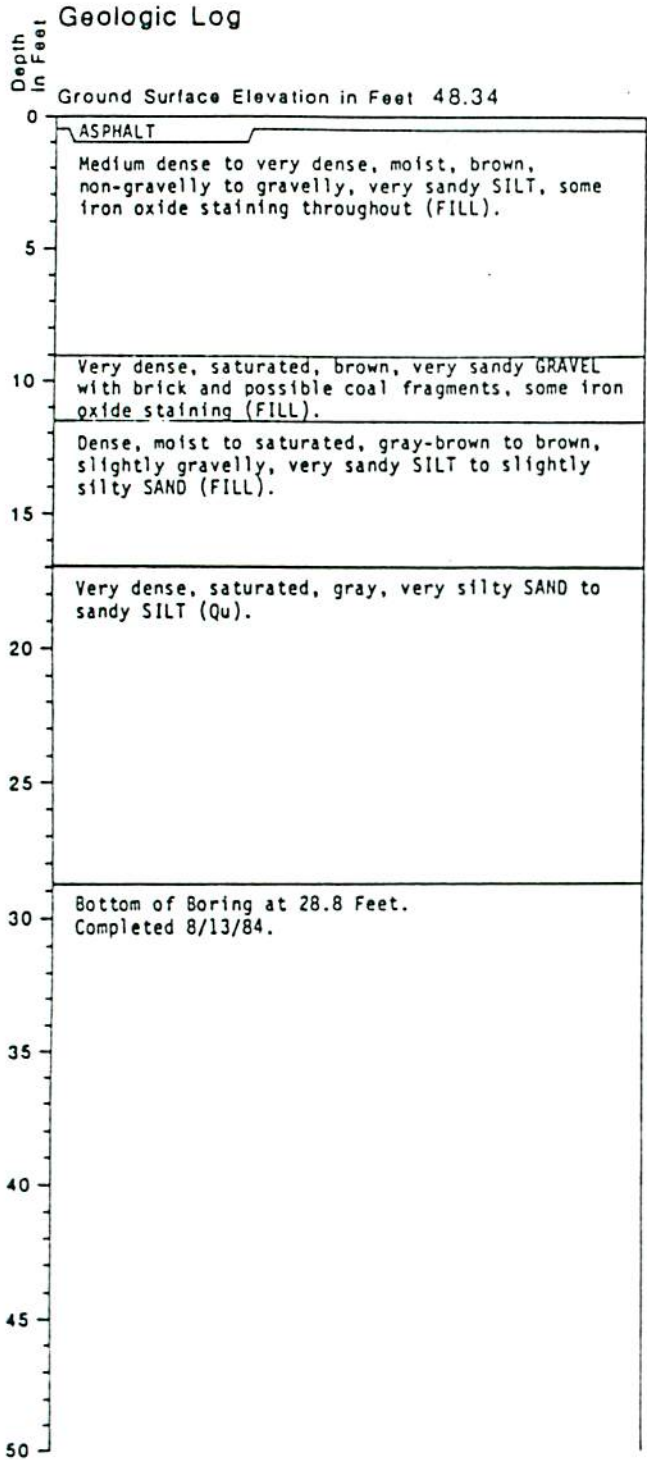 Geologic Log
Depth
In Feet
Ground Surface Elevation in Feet 48.34
0
ASPHALT
Medium dense to very dense, moist, brown,
non-gravelly to gravelly, very sandy SILT, some
iron oxide staining throughout (FILL).
5
Very dense, saturated, brown, very sandy GRAVEL
10
with brick and possible coal fragments, some iron
oxide staining (FILL).
Dense, moist to saturated, gray-brown to brown,
slightly gravelly, very sandy SILT to slightly
silty SAND (FILL).
15
Very dense, saturated, gray, very silty SAND to
sandy SILT (Qu).
20
25
Bottom of Boring at 28.8 Feet.
30
Completed 8/13/84.
35
40
45
50